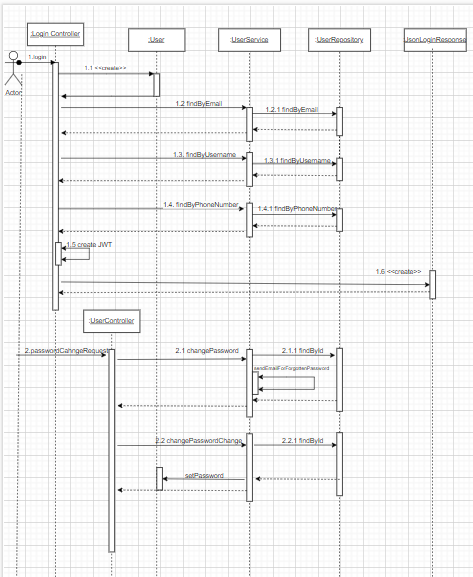 :Login Controller
:User
:UserService
:UserRepository
JsonLoginResponse
Actor
1.login
1.1 <<create>>
1.2 findByEmail
1.2.1 findByEmail
1.3. findByUsername
1.3.1 findByUsername
1.4. findByPhoneNumber
1.4.1 findByPhoneNumber
1.5 create JWT
1.6 <<create>>
:UserController
2.passwordCahngeRequest
2.1 changePassword
2.1.1 findById
sendEmailForForgottenPassword
2.2 changePasswordChange
2.2.1 findById
setPassword